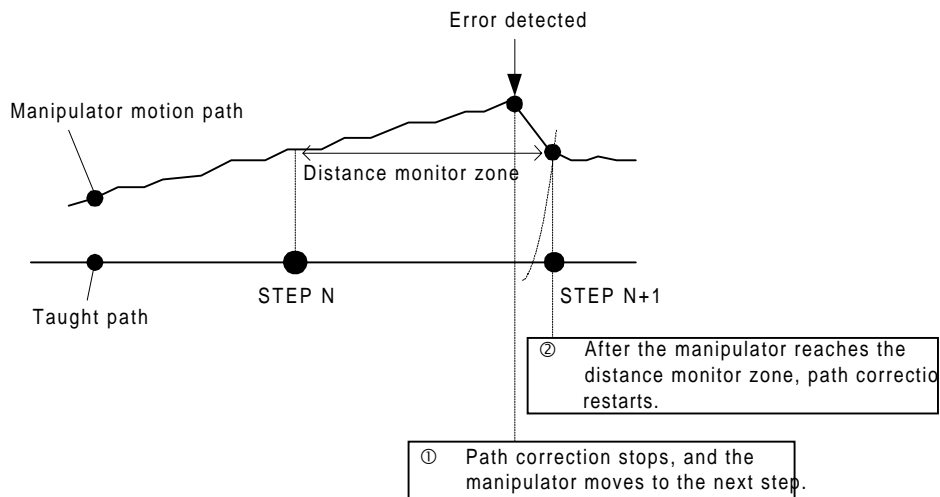 Error detected
Manipulator motion path
Distance monitor zone
STEP N
STEP N+1
Taught path
② After the manipulator reaches the
distance monitor zone, path correctio
restarts.
① Path correction stops, and the
manipulator moves to the next step.